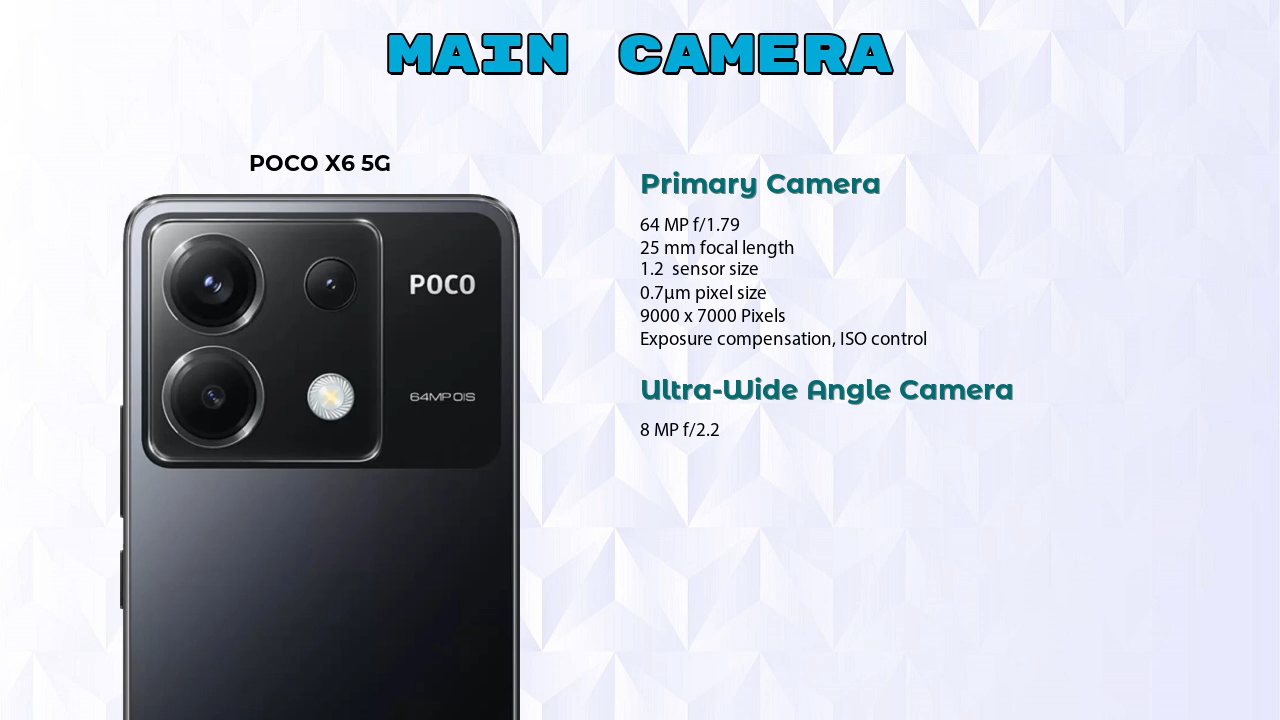 MAIN CAMERA
POCO X6 5G
POCO
64MP OIS
Primary Camera
64 MP f/1.79
25 mm focal length
1.2  sensor size
0.7μm pixel size
9000 x 7000 Pixels
Exposure compensation, ISO control
Ultra-Wide Angle Camera
8 MP f/2.2